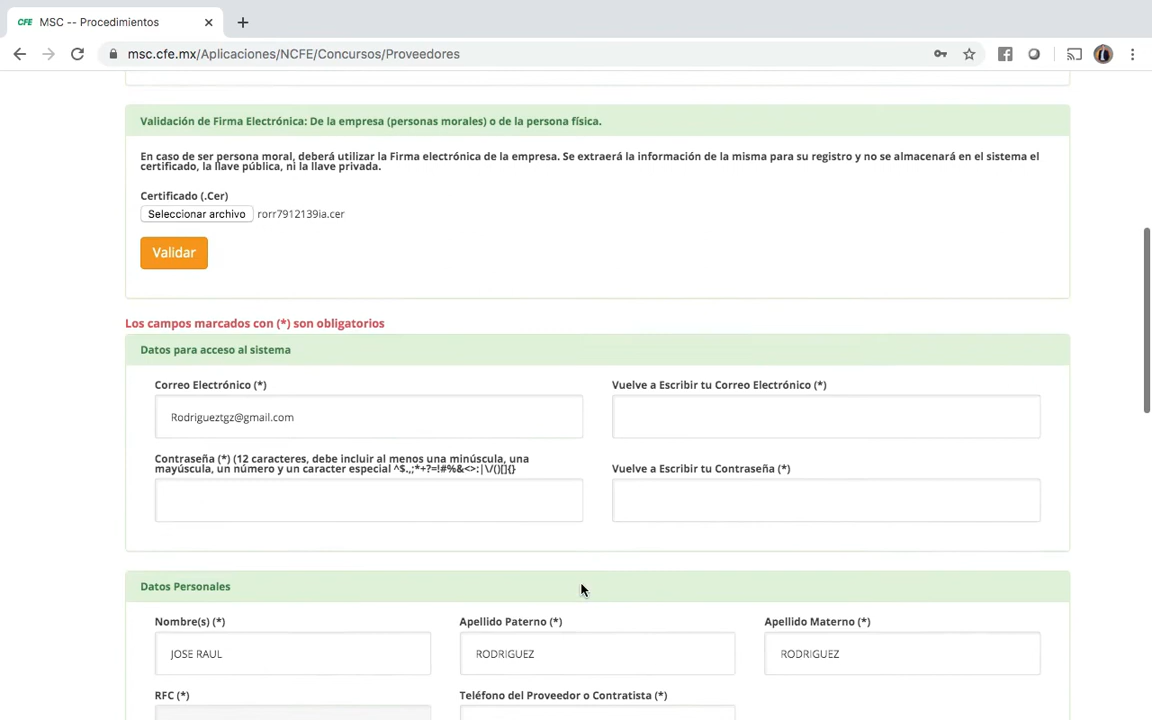 CFE MSC -- Procedimientos
msc.cfe.mx/Aplicaciones/NCFE/Concursos/Proveedores
Validación de Firma Electrónica: De la empresa (personas morales) o de la persona física.
En caso de ser persona moral, deberá utilizar la Firma electrónica de la empresa. Se extraerá la información de la misma para su registro y no se almacenará en el sistema el
certificado, la llave pública, ni la llave privada.
Certificado (.Cer)
Seleccionar archivo rorr7912139ia.cer
Validar
Los campos marcados con (*) son obligatorios
Datos para acceso al sistema
Correo Electrónico (*) Vuelve a Escribir tu Correo Electrónico (*)
Rodrigueztgz@gmail.com
Contraseña (*) (12 caracteres, debe incluir al menos una minúscula, una
mayúscula, un número y un caracter especial ^$.,;*+?=!#%&<>:|\/()[]{}
Vuelve a Escribir tu Contraseña (*)
Datos Personales
Nombre(s) (*) Apellido Paterno (*) Apellido Materno (*)
JOSE RAUL RODRIGUEZ RODRIGUEZ
RFC (*) Teléfono del Proveedor o Contratista (*)